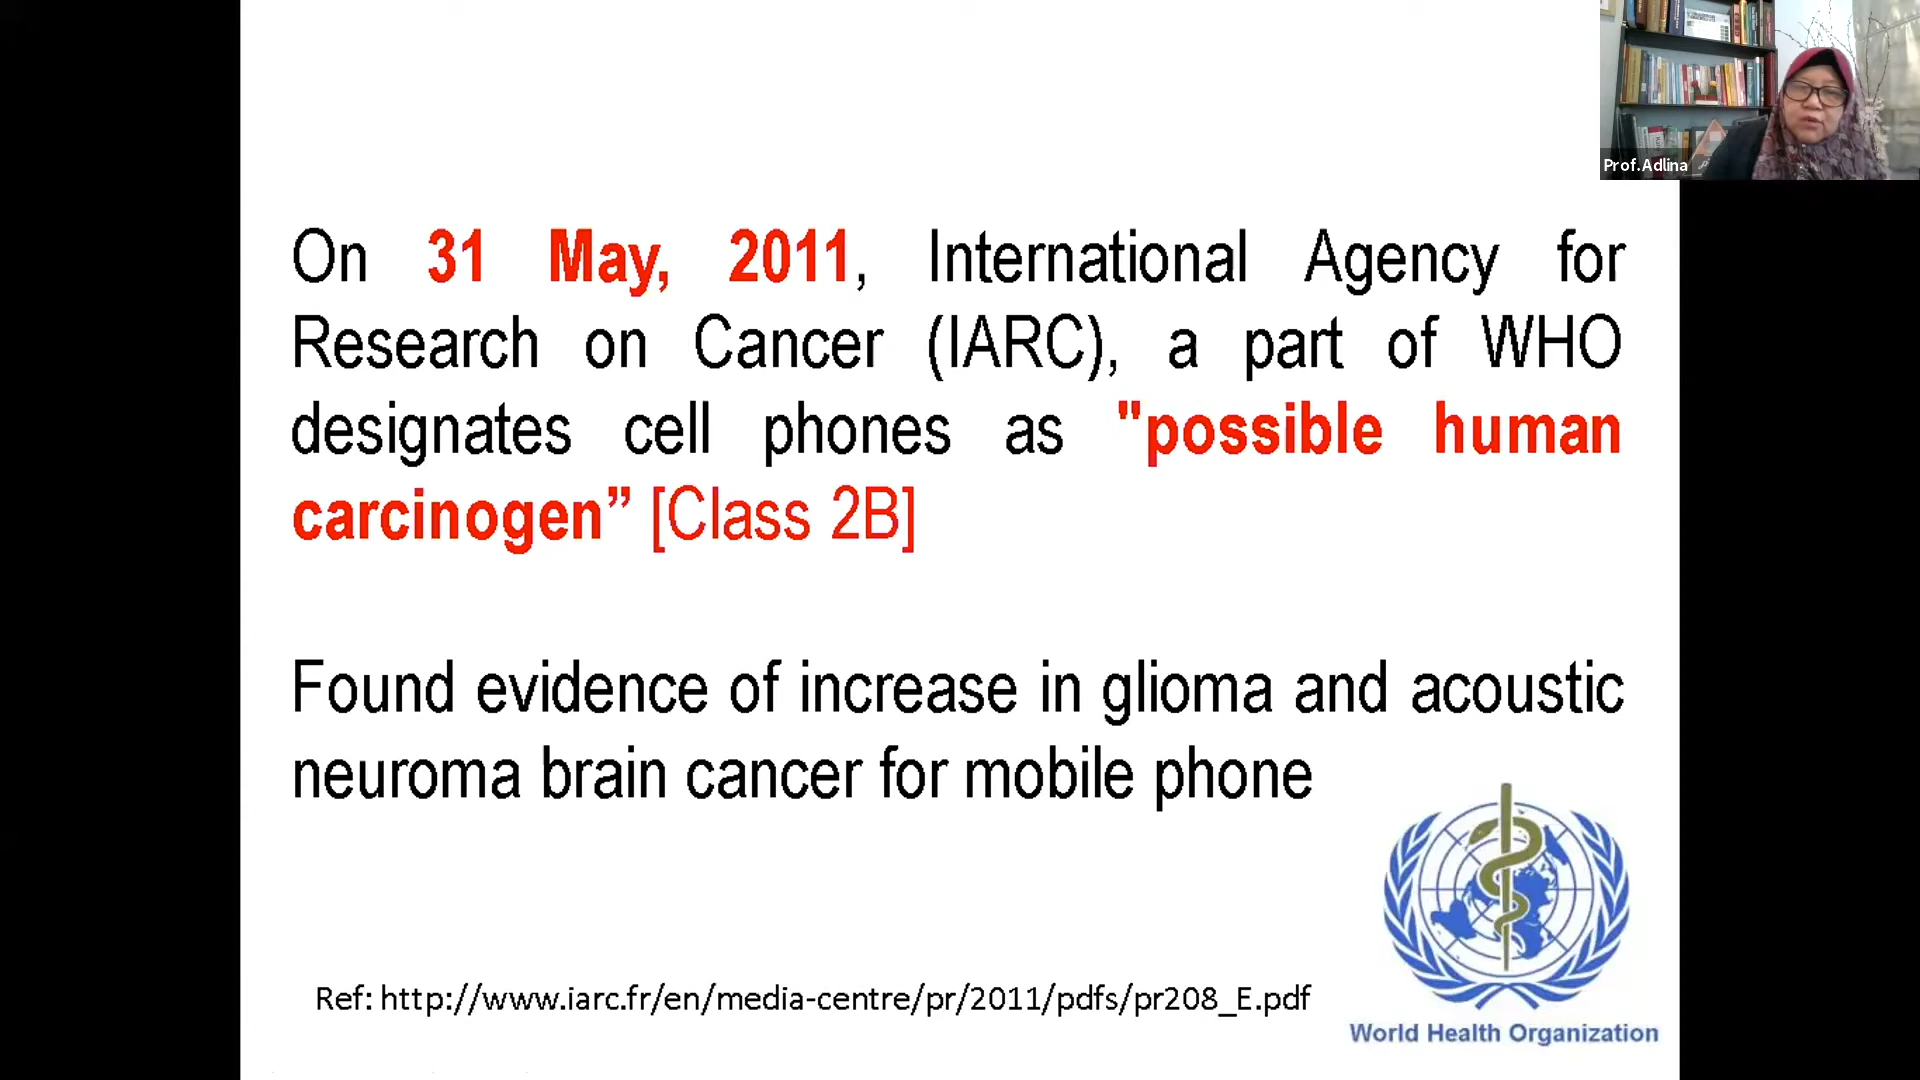 Prof. Adlina
On 31 May, 2011, International Agency for
Research on Cancer (IARC), a part of WHO
designates cell phones as "possible human
carcinogen” [Class 2B]
Found evidence of increase in glioma and acoustic
neuroma brain cancer for mobile phone
Ref: http://www.iarc.fr/en/media-centre/pr/2011/pdfs/pr208_E.pdf
World Health Organization